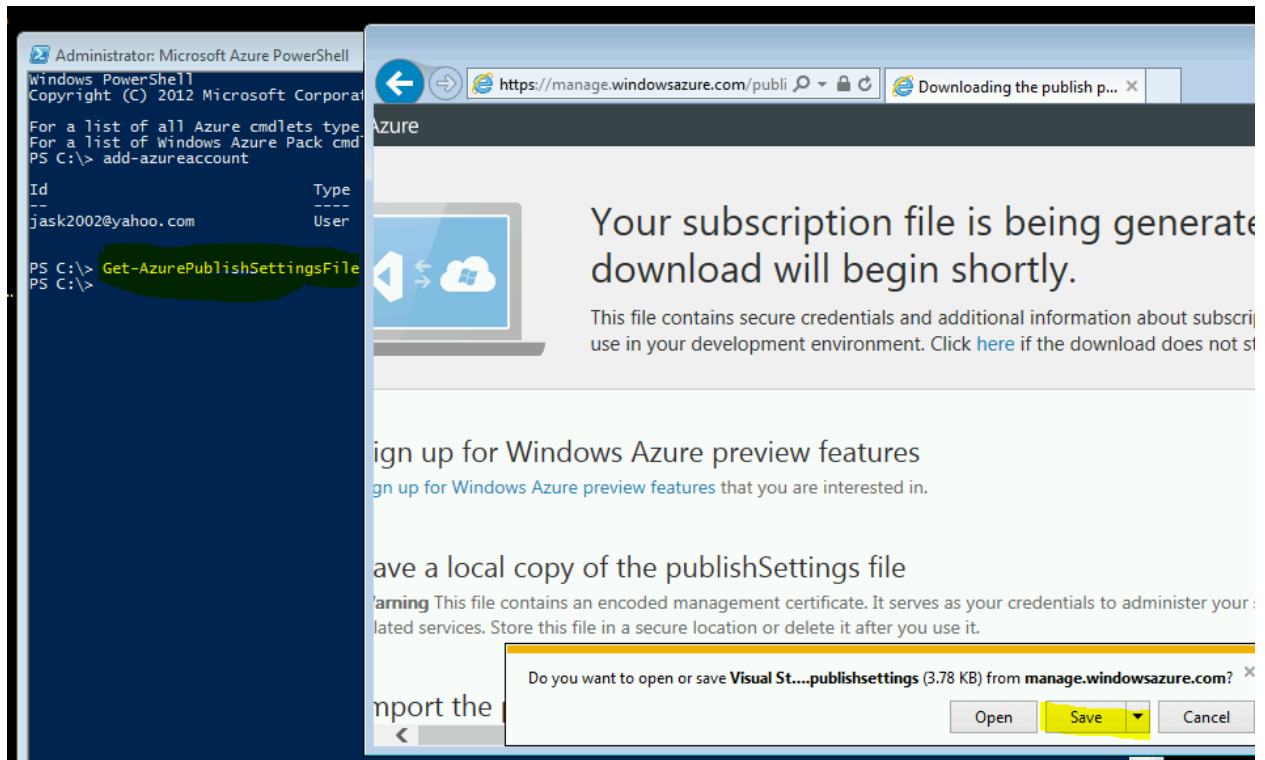 Administrator: Microsoft Azure PowerShell
Windows PowerShell
Copyright (C) 2012 Microsoft Corporat
For a list of all Azure cmdlets type
For a list of Windows Azure Pack cmd
PS C:\> add-azureaccount
Id Type
-- ----
jask2002@yahoo.com User
PS C:\> Get-AzurePublishSettingsFile
PS C:\>
https://manage.windowsazure.com/publi
Downloading the publish p...
Azure
Your subscription file is being generate
download will begin shortly.
This file contains secure credentials and additional information about subscri
use in your development environment. Click here if the download does not st
ign up for Windows Azure preview features
gn up for Windows Azure preview features that you are interested in.
ave a local copy of the publishSettings file
arning This file contains an encoded management certificate. It serves as your credentials to administer your
lated services. Store this file in a secure location or delete it after you use it.
mport the p
Do you want to open or save Visual St....publishsettings (3.78 KB) from manage.windowsazure.com?
Open Save Cancel